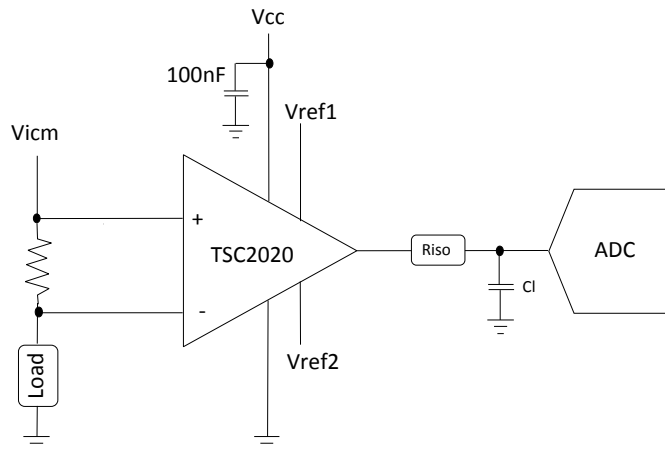 Vcc
100nF
Vref1
Vicm
+
TSC2020
Riso
ADC
Cl
-
Vref2
Load